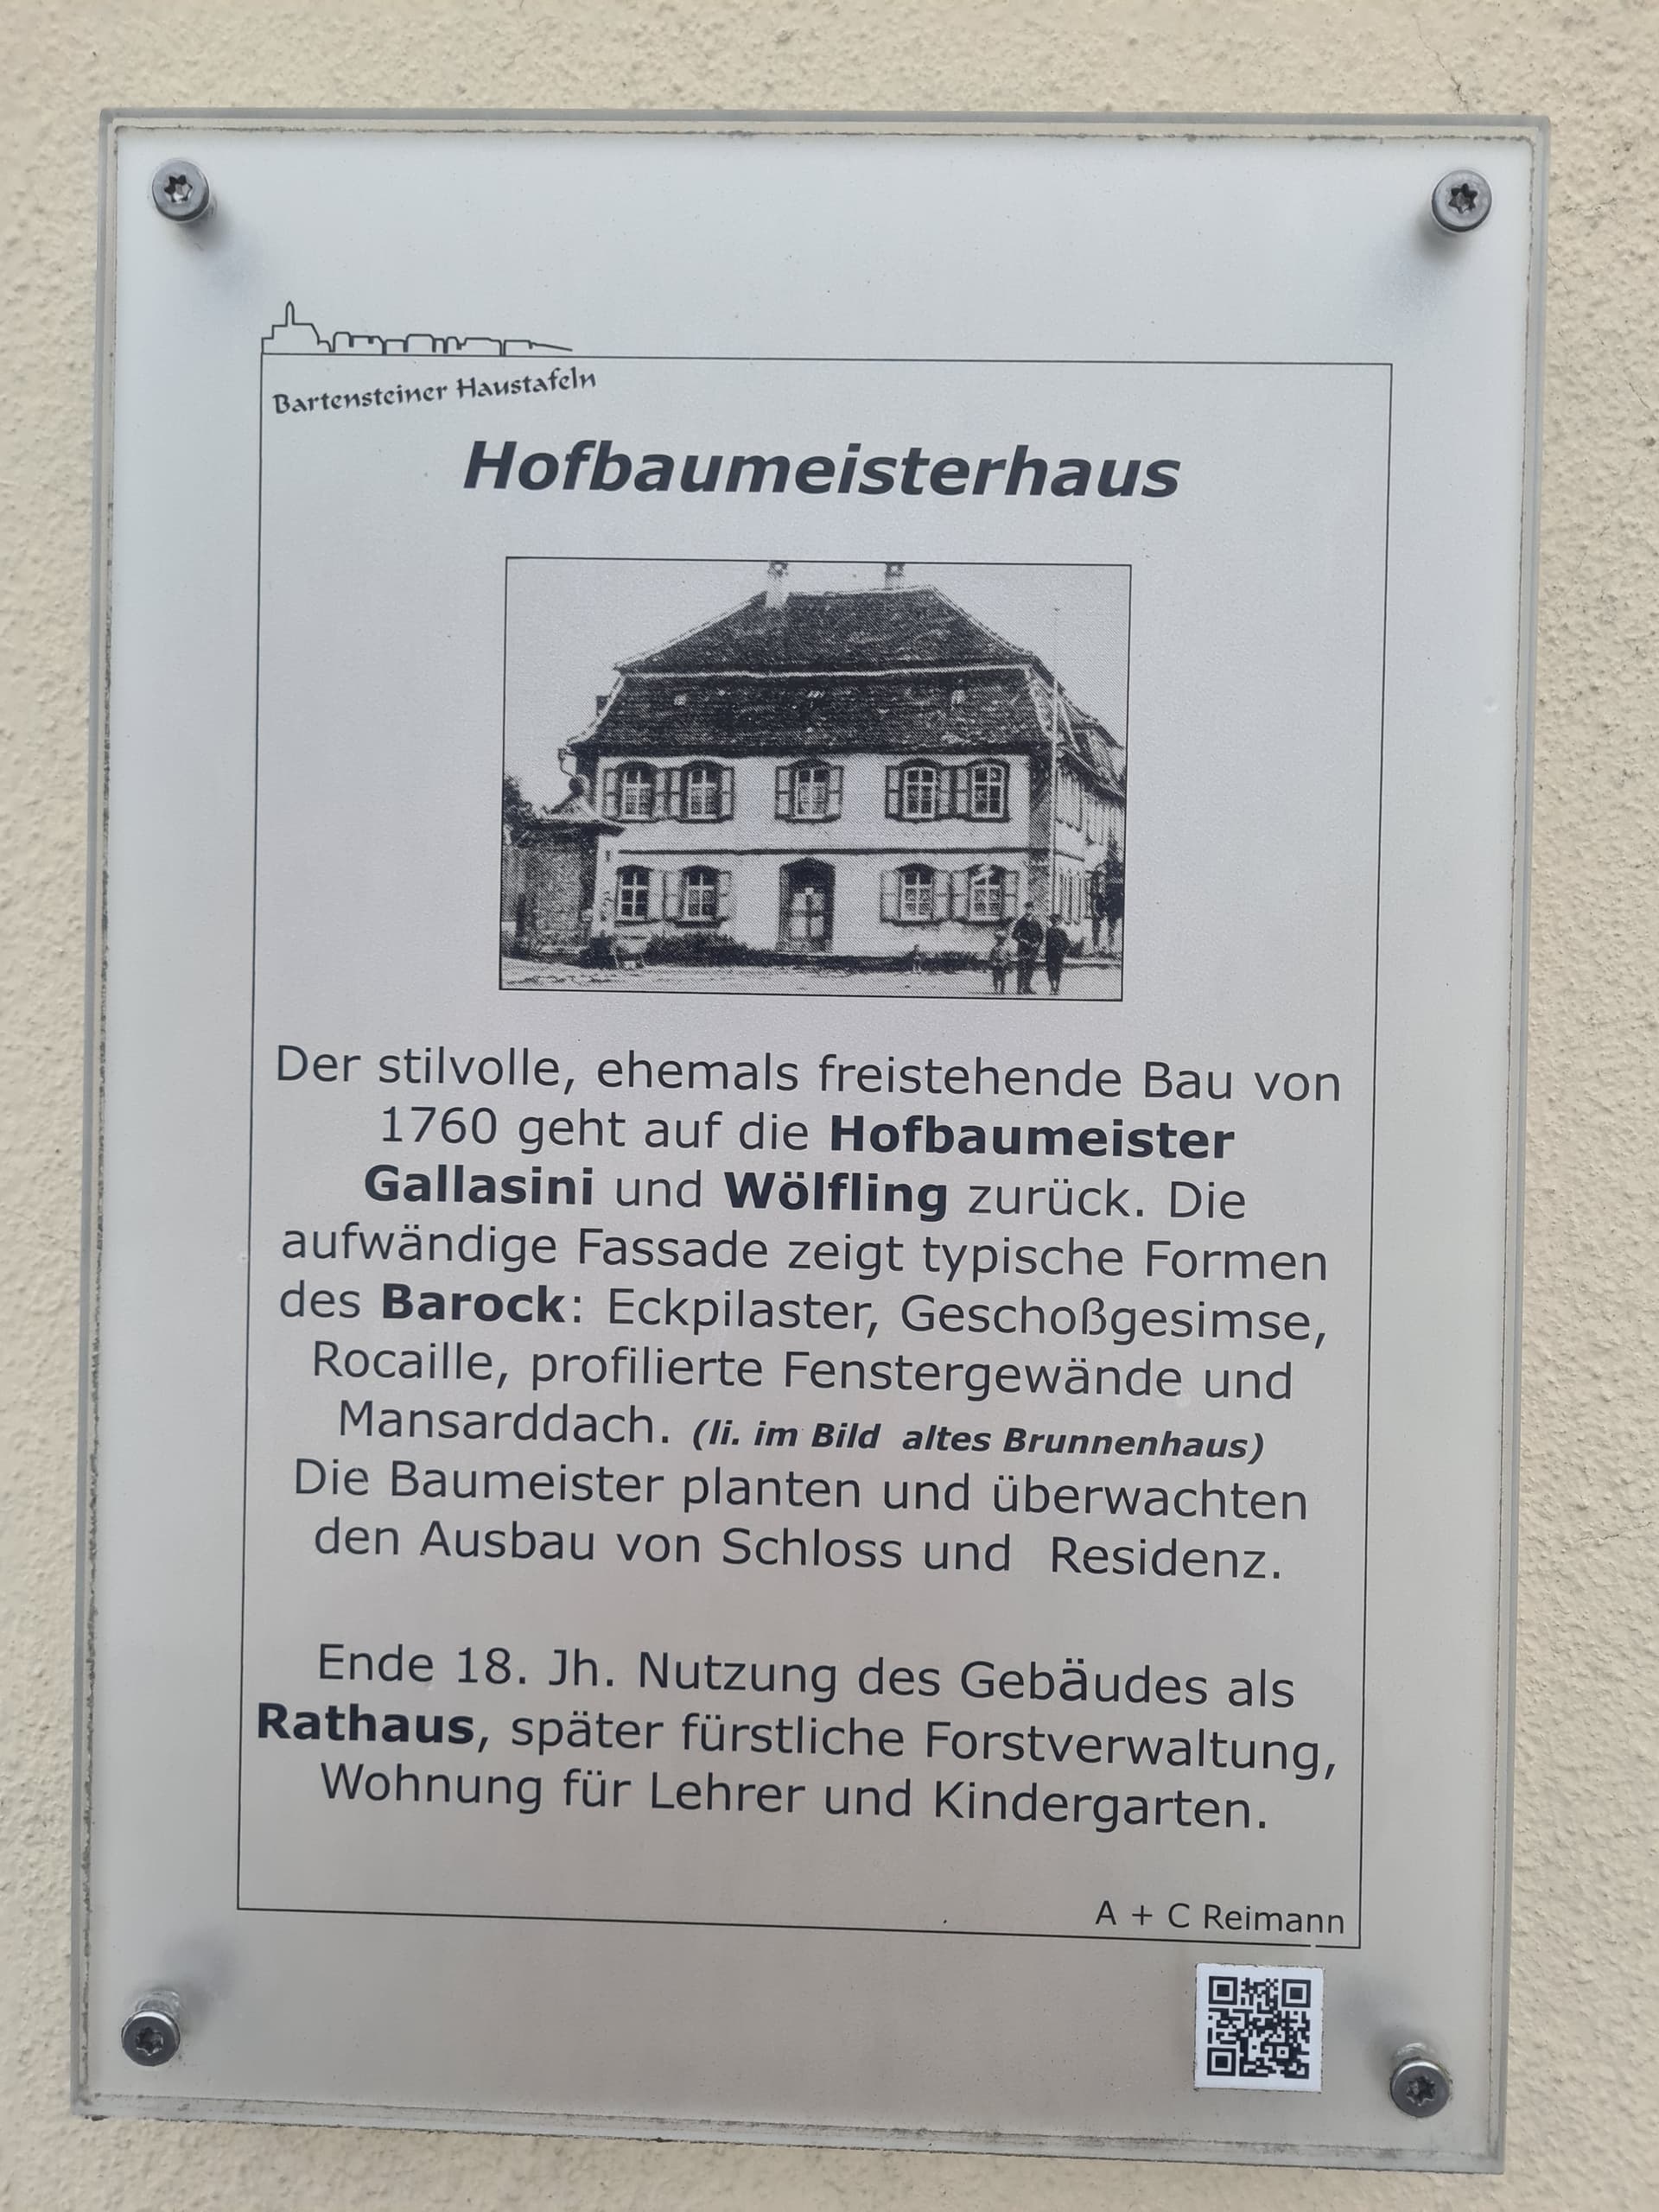 Bartensteiner Haustafeln
Hofbaumeisterhaus
Der stilvolle, ehemals freistehende Bau von
1760 geht auf die Hofbaumeister
Gallasini und Wölfling zurück. Die
aufwändige Fassade zeigt typische Formen
des Barock: Eckpilaster, Geschoßgesimse,
Rocaille, profilierte Fenstergewände und
Mansarddach. (li. im Bild altes Brunnenhaus)
Die Baumeister planten und überwachten
den Ausbau von Schloss und Residenz.
Ende 18. Jh. Nutzung des Gebäudes als
Rathaus, später fürstliche Forstverwaltung,
Wohnung für Lehrer und Kindergarten.
A + C Reimann